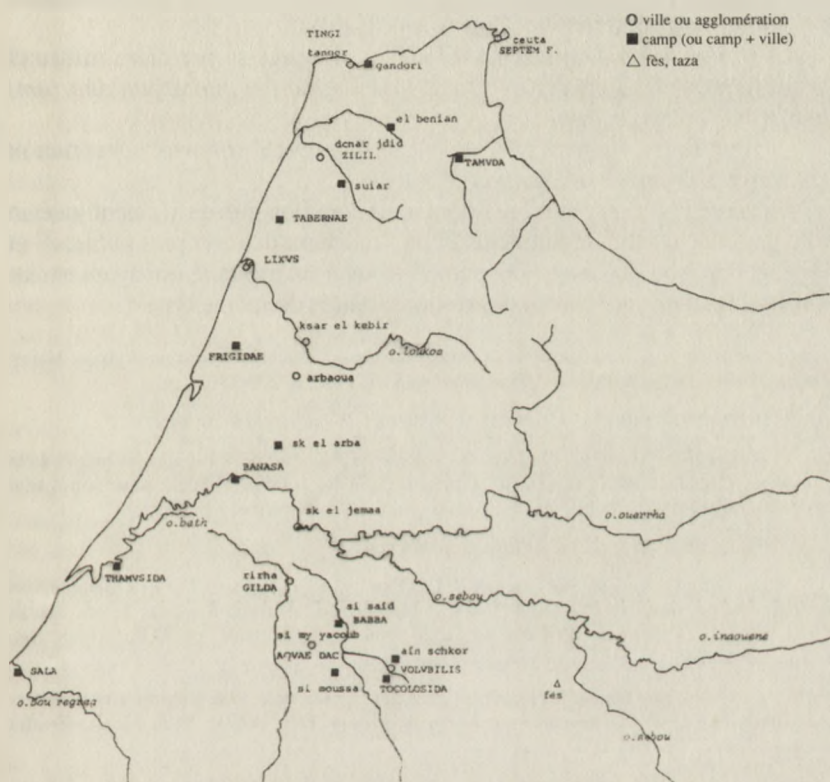 ville ou agglomération
camp (ou camp + ville)
fès, taza
TINGI
tanger
gandori
ceuta
SEPTEM F.
el benian
dchar jdid
ZILIL
TAMVDA
suiar
TABERNAE
LIXVS
ksar el kebir
o.loukos
FRIGIDAE
arbaoua
sk el arba
BANASA
sk el jemaa
o.bath
o.ouerrha
THAMVSIDA
rirha
GILDA
o.sebou
si said
BABBA
si my yacoub
AQVAE DAC
o.inaouene
aïn schkor
VOLVBILIS
SALA
si moussa
TOCOLOSIDA
fès
o.bou regreg
o.sebou